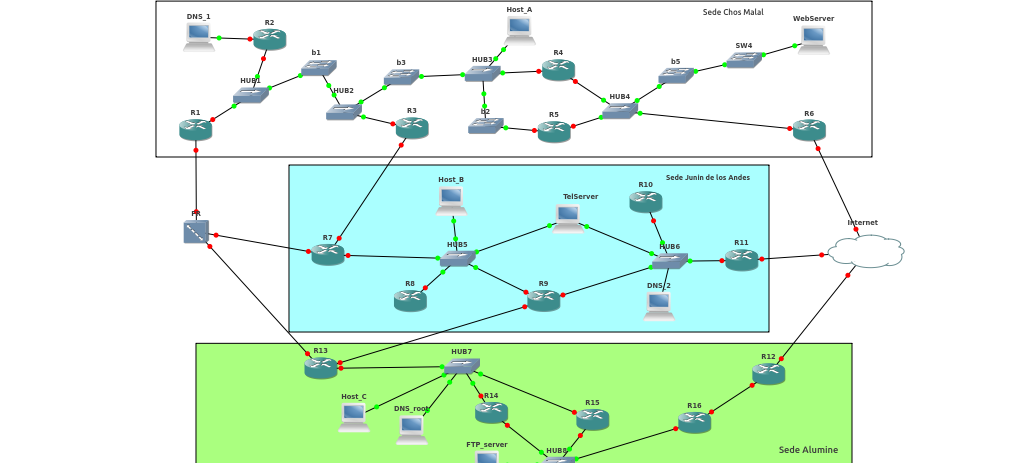 Host_A
Sede Chos Malal
DNS_1
R2
WebServer
b1
SW4
HUB3
R4
b3
b5
HUB1
HUB2
HUB4
R1
R3
b2
R5
R6
FR
Internet
Sede Junin de los Andes
Host_B
R10
TelServer
R7
HUB5
HUB6
R11
R8
R9
DNS_2
R13
HUB7
R12
Host_C
DNS_root
R14
R15
R16
FTP_server
HUB8
Sede Alumine